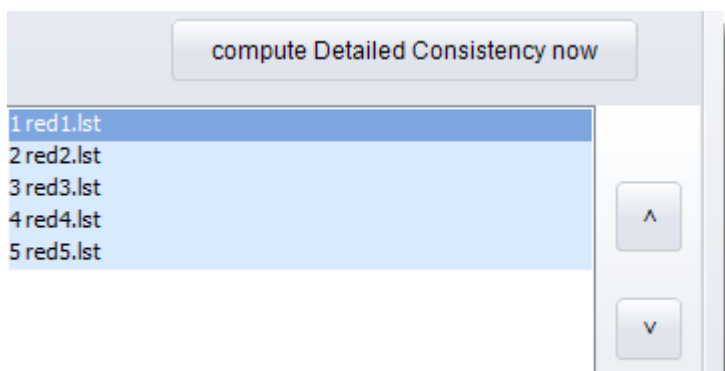 compute Detailed Consistency now
1 red1.lst
2 red2.lst
3 red3.lst
4 red4.lst
5 red5.lst
^
v